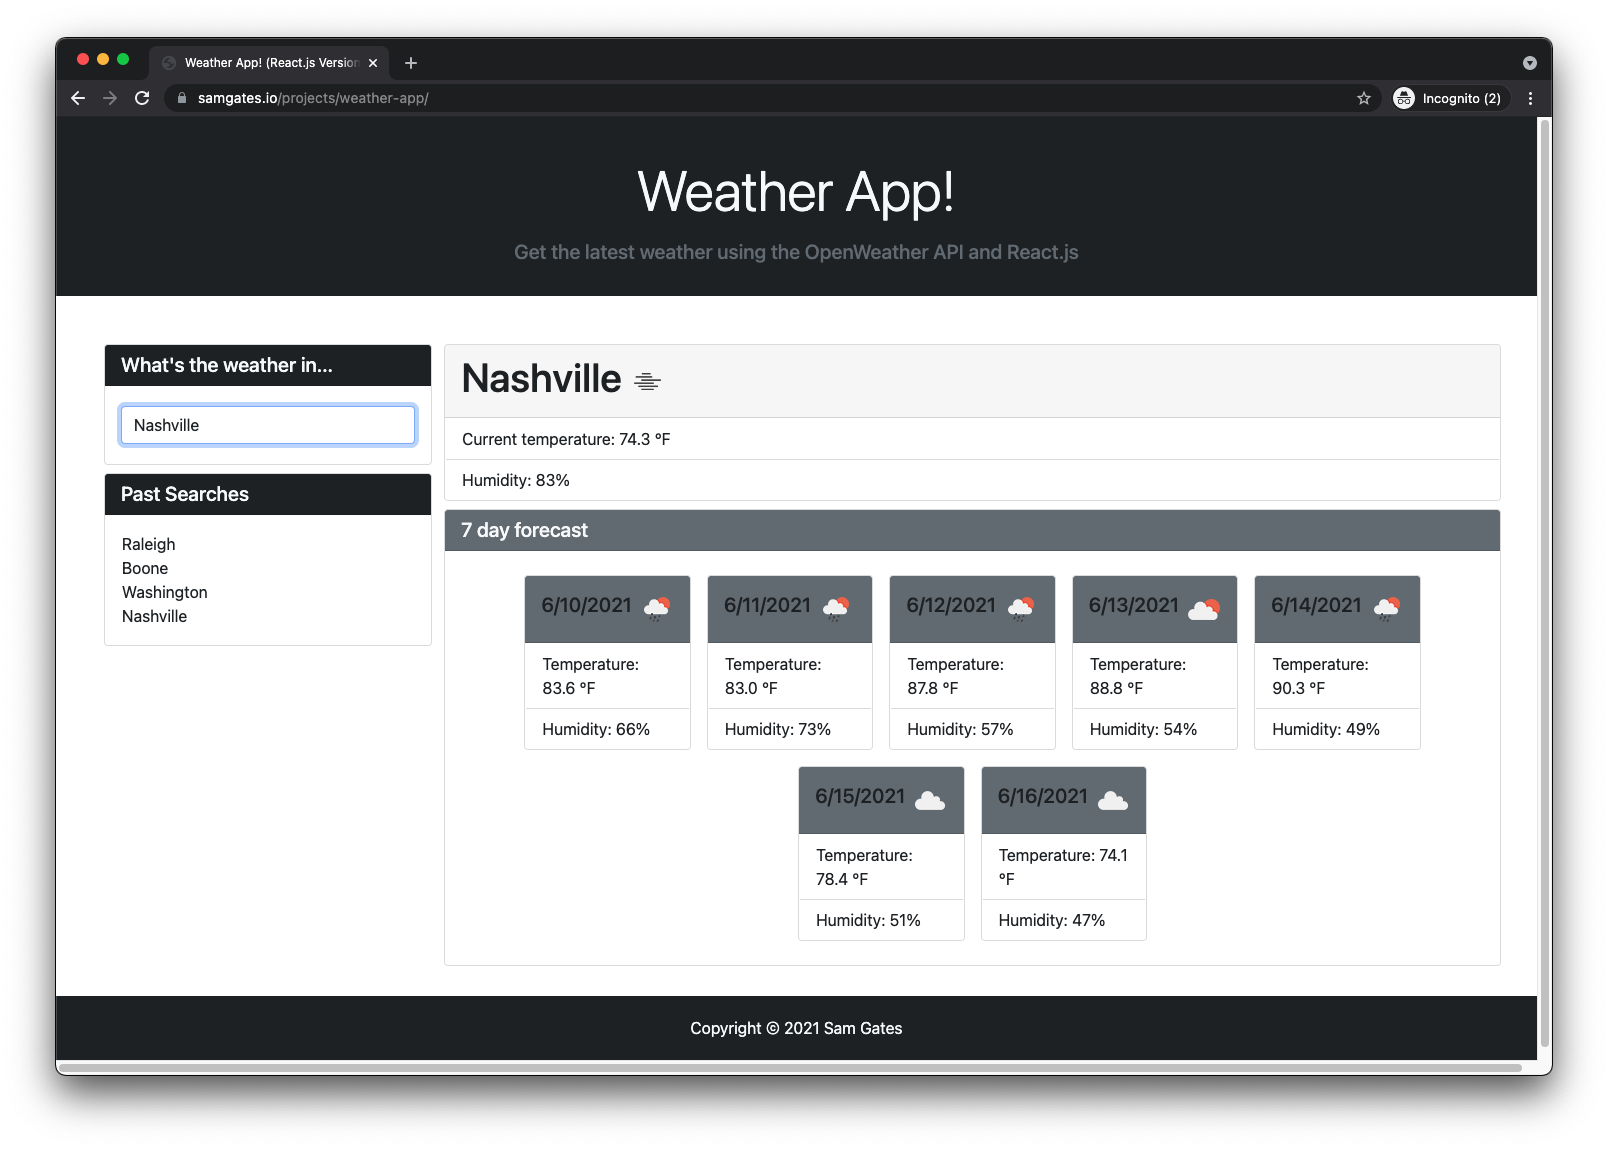 Weather App! (React.js Version
samgates.io/projects/weather-app/
Incognito (2)
Weather App!
Get the latest weather using the OpenWeather API and React.js
What's the weather in...
Nashville
Past Searches
Raleigh
Boone
Washington
Nashville
Nashville
Current temperature: 74.3 °F
Humidity: 83%
7 day forecast
6/10/2021
Temperature:
83.6 °F
Humidity: 66%
6/11/2021
Temperature:
83.0 °F
Humidity: 73%
6/12/2021
Temperature:
87.8 °F
Humidity: 57%
6/13/2021
Temperature:
88.8 °F
Humidity: 54%
6/14/2021
Temperature:
90.3 °F
Humidity: 49%
6/15/2021
Temperature:
78.4 °F
Humidity: 51%
6/16/2021
Temperature: 74.1
°F
Humidity: 47%
Copyright © 2021 Sam Gates